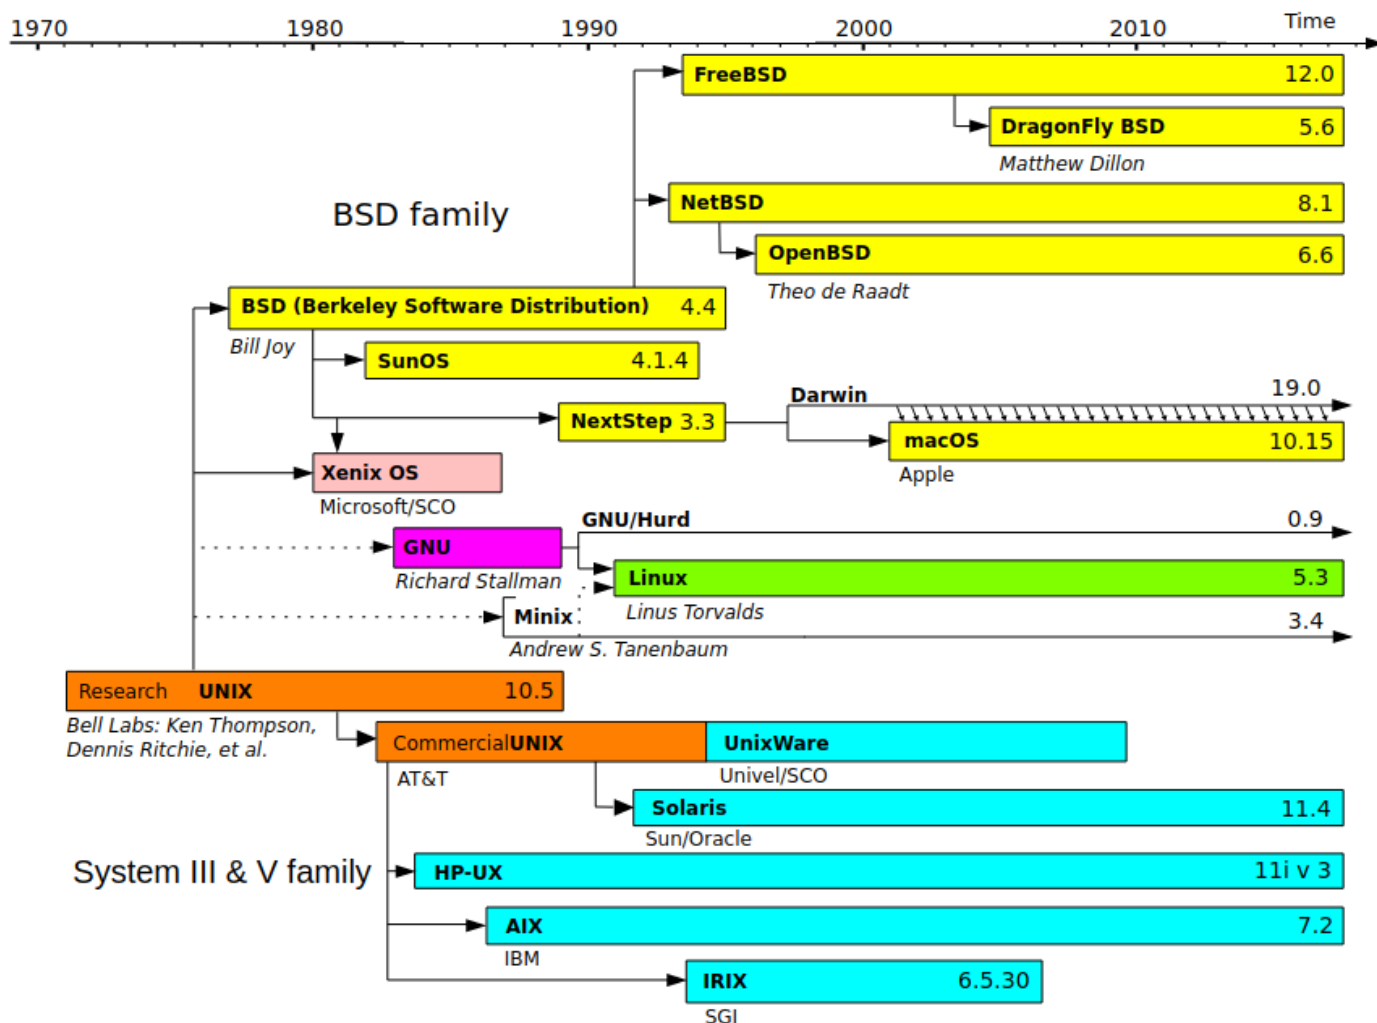 1970 1980 1990 2000 2010 Time
FreeBSD 12.0
DragonFly BSD 5.6
Matthew Dillon
NetBSD 8.1
BSD family
OpenBSD 6.6
Theo de Raadt
BSD (Berkeley Software Distribution) 4.4
Bill Joy
SunOS 4.1.4
Darwin 19.0
NextStep 3.3
macOS 10.15
Apple
Xenix OS
Microsoft/SCO
GNU/Hurd 0.9
GNU
Richard Stallman
Linux 5.3
Linus Torvalds
Minix 3.4
Andrew S. Tanenbaum
Research UNIX 10.5
Bell Labs: Ken Thompson,
Dennis Ritchie, et al.
CommercialUNIX UnixWare
AT&T Univel/SCO
Solaris 11.4
Sun/Oracle
System III & V family
HP-UX 11i v 3
AIX 7.2
IBM
IRIX 6.5.30
SGI